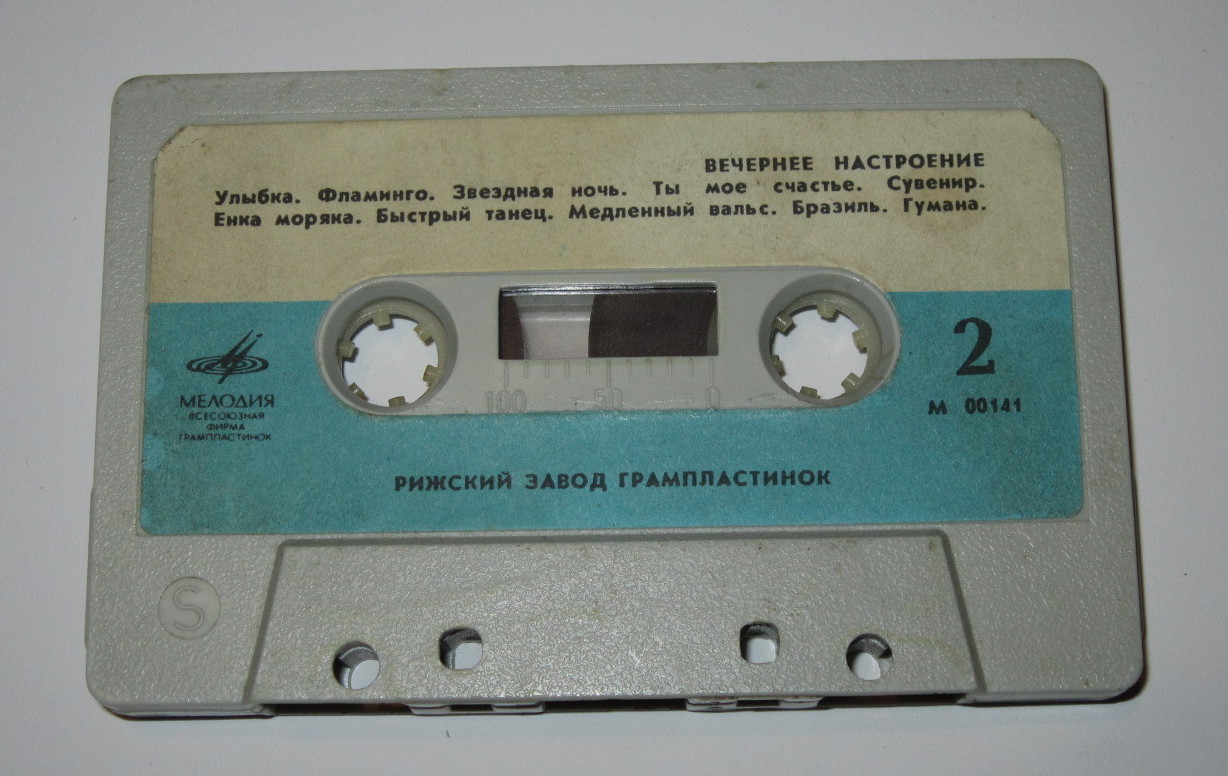 ВЕЧЕРНЕЕ НАСТРОЕНИЕ
Улыбка. Фламинго. Звездная ночь. Ты мое счастье. Сувенир.
Енка моряка. Быстрый танец. Медленный вальс. Бразиль. Гумана.
2
М 00141
МЕЛОДИЯ
ВСЕСОЮЗНАЯ
ФИРМА
ГРАМПЛАСТИНОК
100 50 0
РИЖСКИЙ ЗАВОД ГРАМПЛАСТИНОК
S